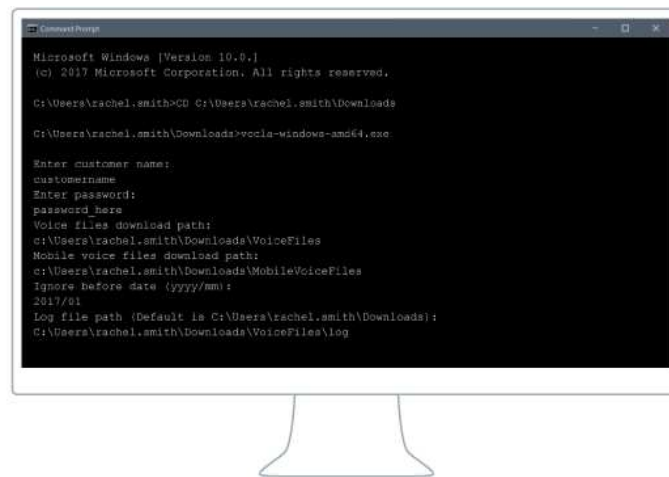 Command Prompt
Microsoft Windows [Version 10.0.]
(c) 2017 Microsoft Corporation. All rights reserved.
C:\Users\rachel.smith>CD C:\Users\rachel.smith\Downloads
C:\Users\rachel.smith\Downloads>vccla-windows-amd64.exe
Enter customer name:
customername
Enter password:
password_here
Voice files download path:
c:\Users\rachel.smith\Downloads\VoiceFiles
Mobile voice files download path:
c:\Users\rachel.smith\Downloads\MobileVoiceFiles
Ignore before date (yyyy/mm):
2017/01
Log file path (Default is C:\Users\rachel.smith\Downloads):
C:\Users\rachel.smith\Downloads\VoiceFiles\log